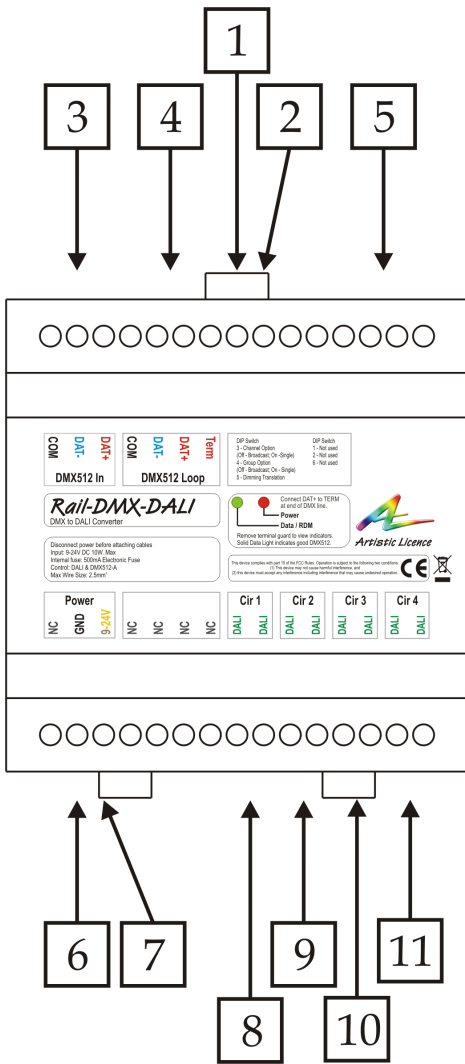 1
3
4
2
5
COM
DAT-
DAT+
DMX512 In
COM
DAT-
DAT+
Term
DMX512 Loop
DIP Switch
3 - Channel Option
(Off - Broadcast; On -Single)
4 - Group Option
(Off - Broadcast; On - Single)
5 - Dimming Translation
DIP Switch
1 - Not used
2 - Not used
6 - Not used
Rail-DMX-DALI
DMX to DALI Converter
Connect DAT+ to TERM
at end of DMX line.
Power
Data / RDM
Remove terminal guard to view indicators.
Solid Data Light indicates good DMX512.
Artistic Licence
Disconnect power before attaching cables
Input: 9-24V DC 10W. Max
Internal fuse: 500mA Electronic Fuse
Control: DALI & DMX512-A
Max Wire Size: 2.5mm²
This device complies with part 15 of the FCC Rules. Operation is subject to the following two conditions:
(1) This device may not cause harmful interference, and
(2) this device must accept any interference including interference that may cause undesired operation.
CE
Power
NC
GND
9-24V
NC
NC
NC
NC
Cir 1
DALI
DALI
Cir 2
DALI
DALI
Cir 3
DALI
DALI
Cir 4
DALI
DALI
6
7
8
9
10
11